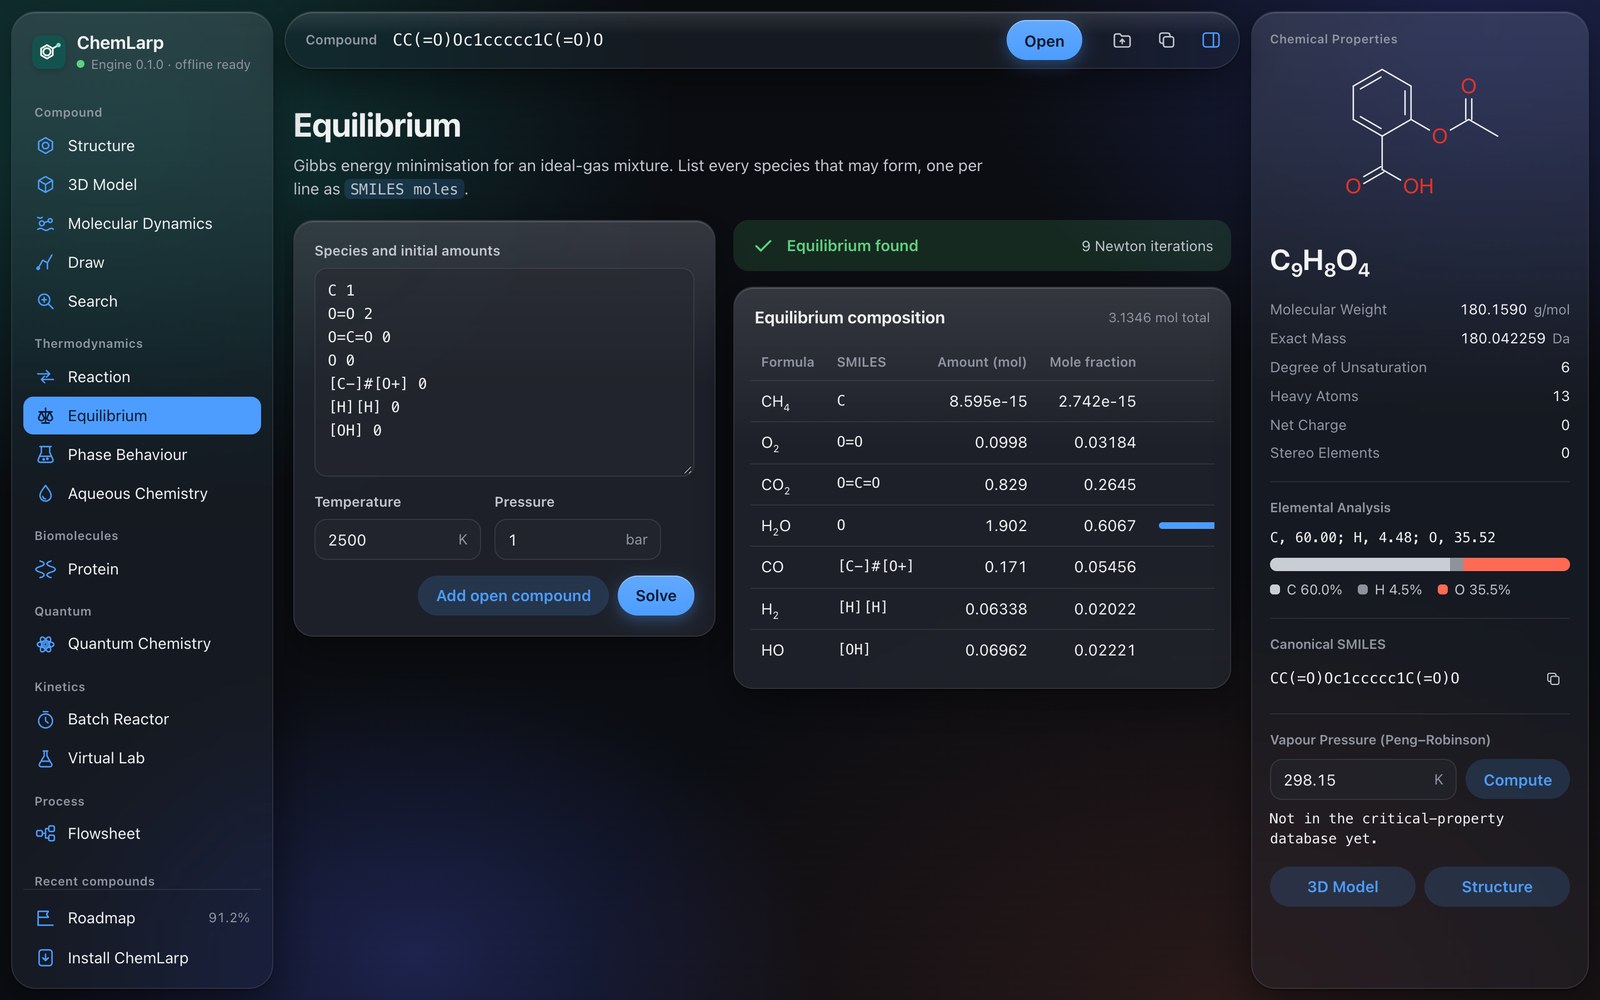 ChemLarp
Engine 0.1.0 · offline ready
Compound
Structure
3D Model
Molecular Dynamics
Draw
Search
Thermodynamics
Reaction
Equilibrium
Phase Behaviour
Aqueous Chemistry
Biomolecules
Protein
Quantum
Quantum Chemistry
Kinetics
Batch Reactor
Virtual Lab
Process
Flowsheet
Recent compounds
Roadmap 91.2%
Install ChemLarp
Compound CC(=O)Oc1ccccc1C(=O)O Open
Equilibrium
Gibbs energy minimisation for an ideal-gas mixture. List every species that may form, one per
line as SMILES moles.
Species and initial amounts
C 1
O=O 2
O=C=O 0
O 0
[C-]#[O+] 0
[H][H] 0
[OH] 0
Temperature Pressure
2500 K 1 bar
Add open compound Solve
Equilibrium found 9 Newton iterations
Equilibrium composition 3.1346 mol total
Formula SMILES Amount (mol) Mole fraction
CH4 C 8.595e-15 2.742e-15
O2 O=O 0.0998 0.03184
CO2 O=C=O 0.829 0.2645
H2O O 1.902 0.6067
CO [C-]#[O+] 0.171 0.05456
H2 [H][H] 0.06338 0.02022
HO [OH] 0.06962 0.02221
Chemical Properties
O
O
O OH
C9H8O4
Molecular Weight 180.1590 g/mol
Exact Mass 180.042259 Da
Degree of Unsaturation 6
Heavy Atoms 13
Net Charge 0
Stereo Elements 0
Elemental Analysis
C, 60.00; H, 4.48; O, 35.52
C 60.0% H 4.5% O 35.5%
Canonical SMILES
CC(=O)Oc1ccccc1C(=O)O
Vapour Pressure (Peng–Robinson)
298.15 K Compute
Not in the critical-property
database yet.
3D Model Structure